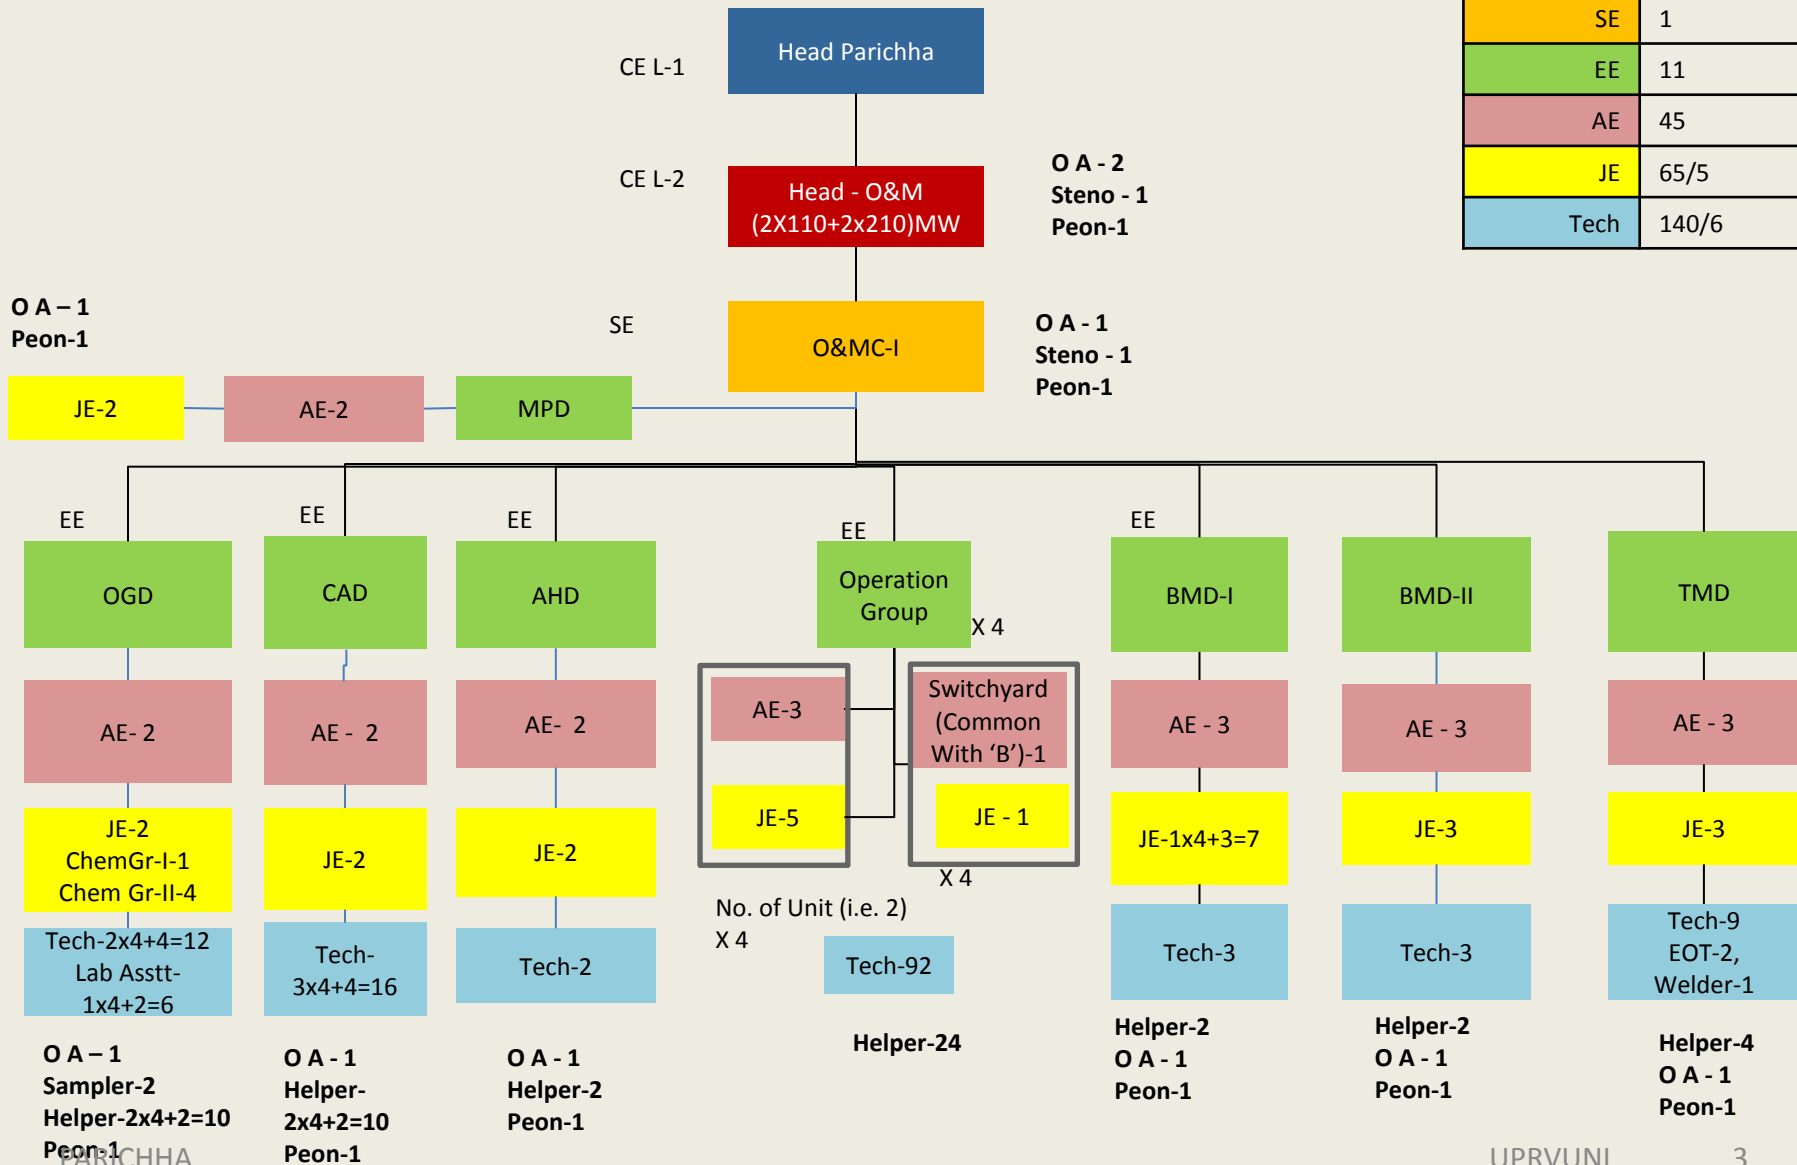 SE 1
EE 11
AE 45
JE 65/5
Tech 140/6
Head Parichha
CE L-1
CE L-2
Head - O&M
(2X110+2x210)MW
O A - 2
Steno - 1
Peon-1
O A – 1
Peon-1
SE
O&MC-I
O A - 1
Steno - 1
Peon-1
JE-2
AE-2
MPD
EE
EE
EE
EE
EE
OGD
CAD
AHD
Operation
Group
X 4
BMD-I
BMD-II
TMD
AE- 2
AE - 2
AE- 2
AE-3
Switchyard
(Common
With ‘B’)-1
AE - 3
AE - 3
AE - 3
JE-2
ChemGr-I-1
Chem Gr-II-4
JE-2
JE-2
JE-5
JE - 1
JE-1x4+3=7
JE-3
JE-3
X 4
No. of Unit (i.e. 2)
X 4
Tech-2x4+4=12
Lab Asstt-
1x4+2=6
Tech-
3x4+4=16
Tech-2
Tech-92
Tech-3
Tech-3
Tech-9
EOT-2,
Welder-1
O A – 1
Sampler-2
Helper-2x4+2=10
Peon-1
O A - 1
Helper-
2x4+2=10
Peon-1
O A - 1
Helper-2
Peon-1
Helper-24
Helper-2
O A - 1
Peon-1
Helper-2
O A - 1
Peon-1
Helper-4
O A - 1
Peon-1
PARICHHA
UPRVUNL
3